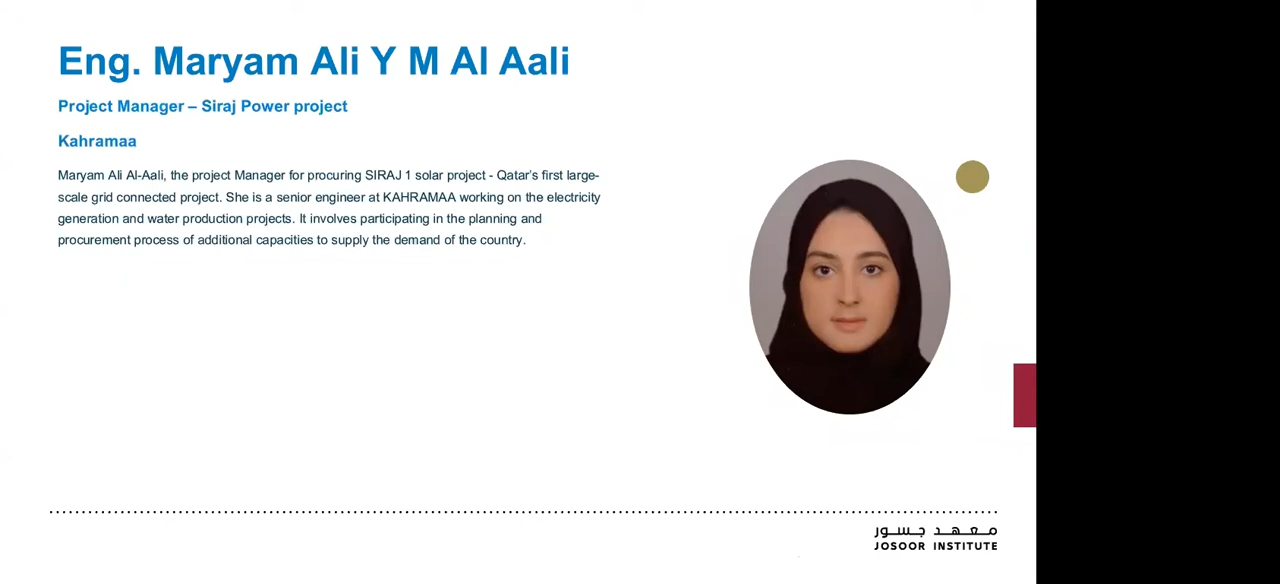 Eng. Maryam Ali Y M Al Aali
Project Manager – Siraj Power project
Kahramaa
Maryam Ali Al-Aali, the project Manager for procuring SIRAJ 1 solar project - Qatar's first large-
scale grid connected project. She is a senior engineer at KAHRAMAA working on the electricity
generation and water production projects. It involves participating in the planning and
procurement process of additional capacities to supply the demand of the country.
معهد جسور
JOSOOR INSTITUTE